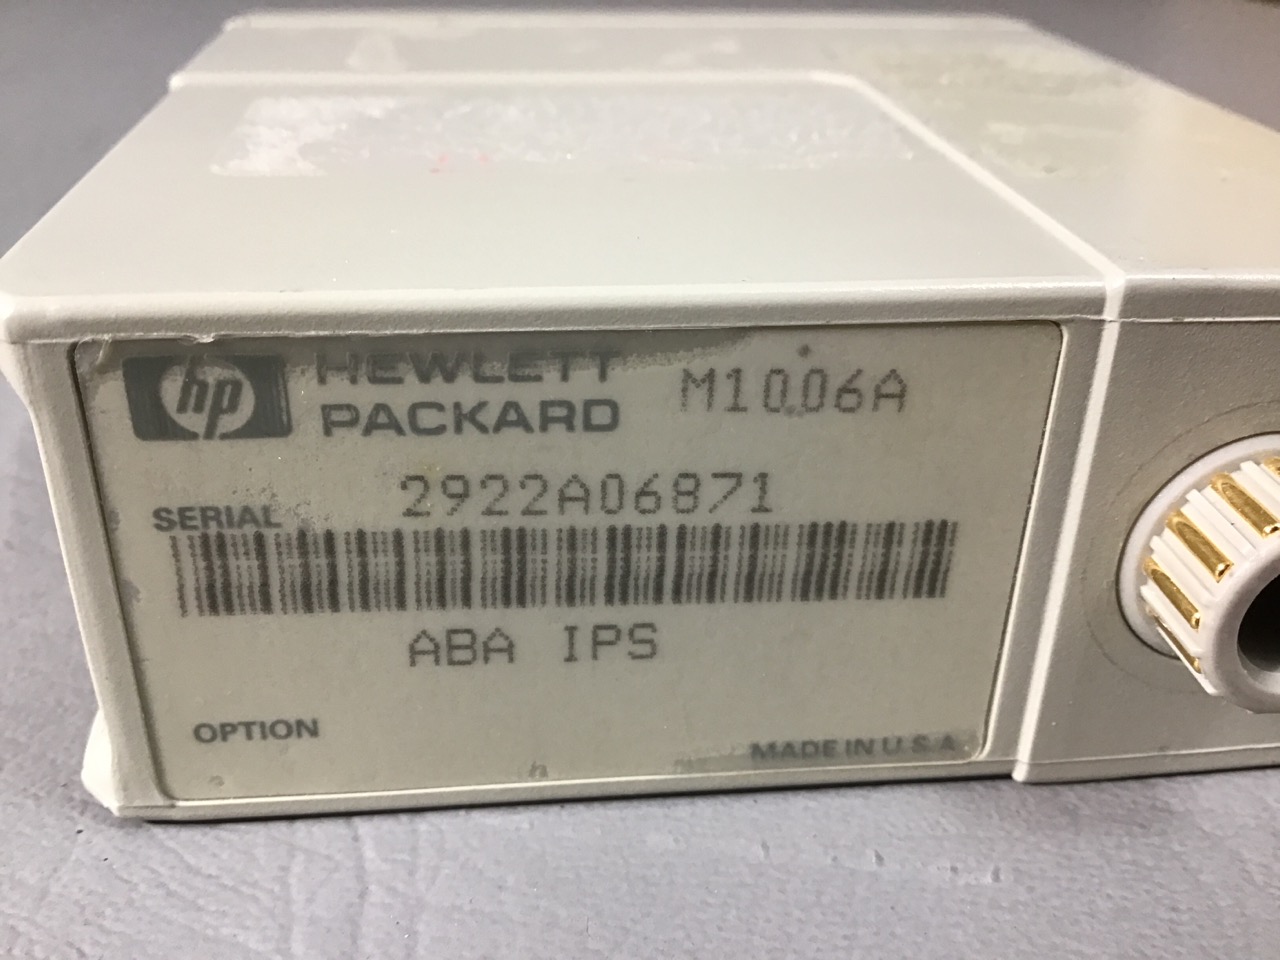 hp HEWLETT PACKARD M1006A
SERIAL 2922A06871
ABA IPS
OPTION
MADE IN U.S.A